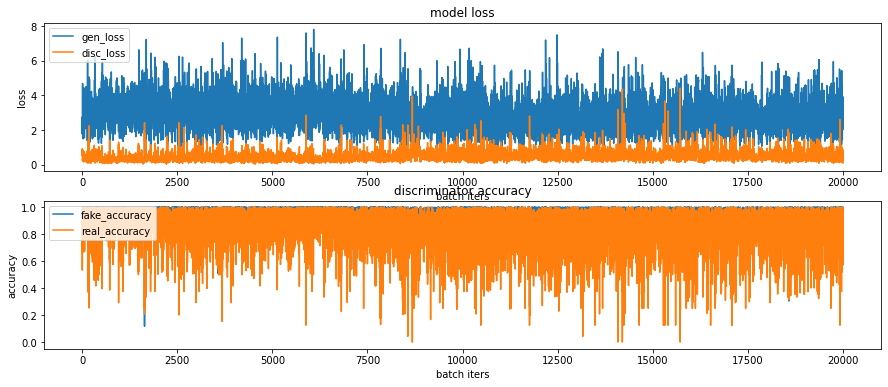 model loss
8
6
4
2
0
loss
gen_loss
disc_loss
0 2500 5000 7500 10000 12500 15000 17500 20000
batch iters
discriminator accuracy
1.0
0.8
0.6
0.4
0.2
0.0
accuracy
fake_accuracy
real_accuracy
0 2500 5000 7500 10000 12500 15000 17500 20000
batch iters